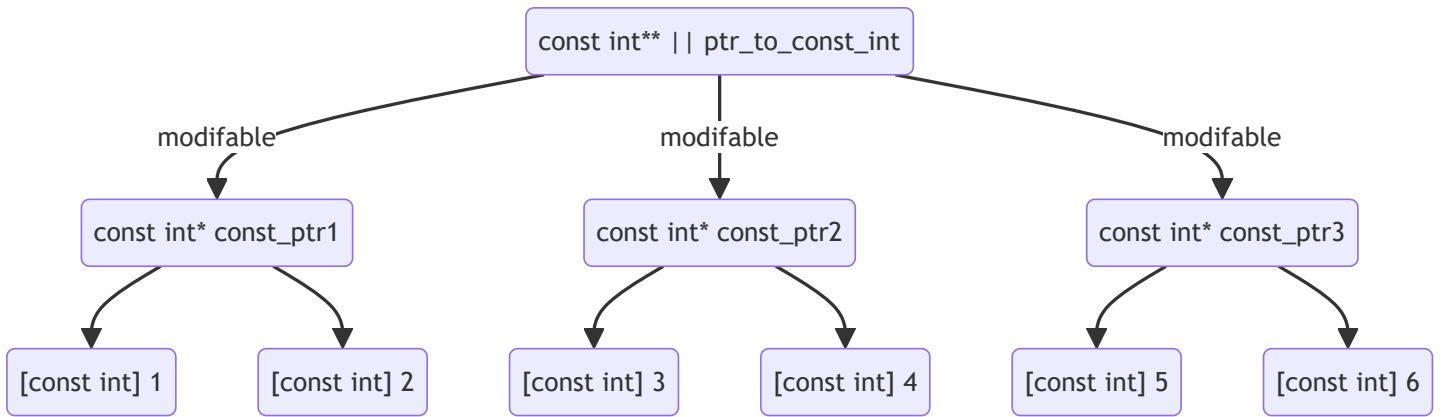 const int** || ptr_to_const_int
modifable
modifable
modifable
const int* const_ptr1
const int* const_ptr2
const int* const_ptr3
[const int] 1
[const int] 2
[const int] 3
[const int] 4
[const int] 5
[const int] 6